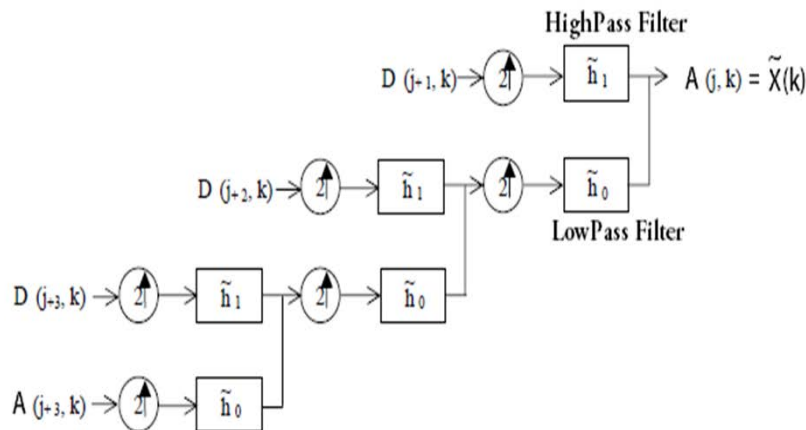 HighPass Filter
D (j+1, k) 2 h̃ 1 A (j, k) = X̃(k)
D (j+2, k) 2 h̃ 1 2 h̃ 0
LowPass Filter
D (j+3, k) 2 h̃ 1 2 h̃ 0
A (j+3, k) 2 h̃ 0